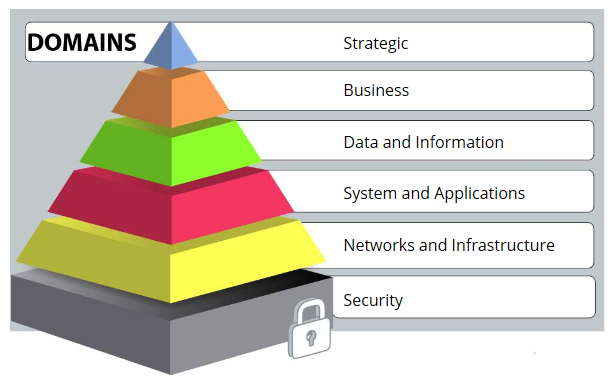 DOMAINS
Strategic
Business
Data and Information
System and Applications
Networks and Infrastructure
Security